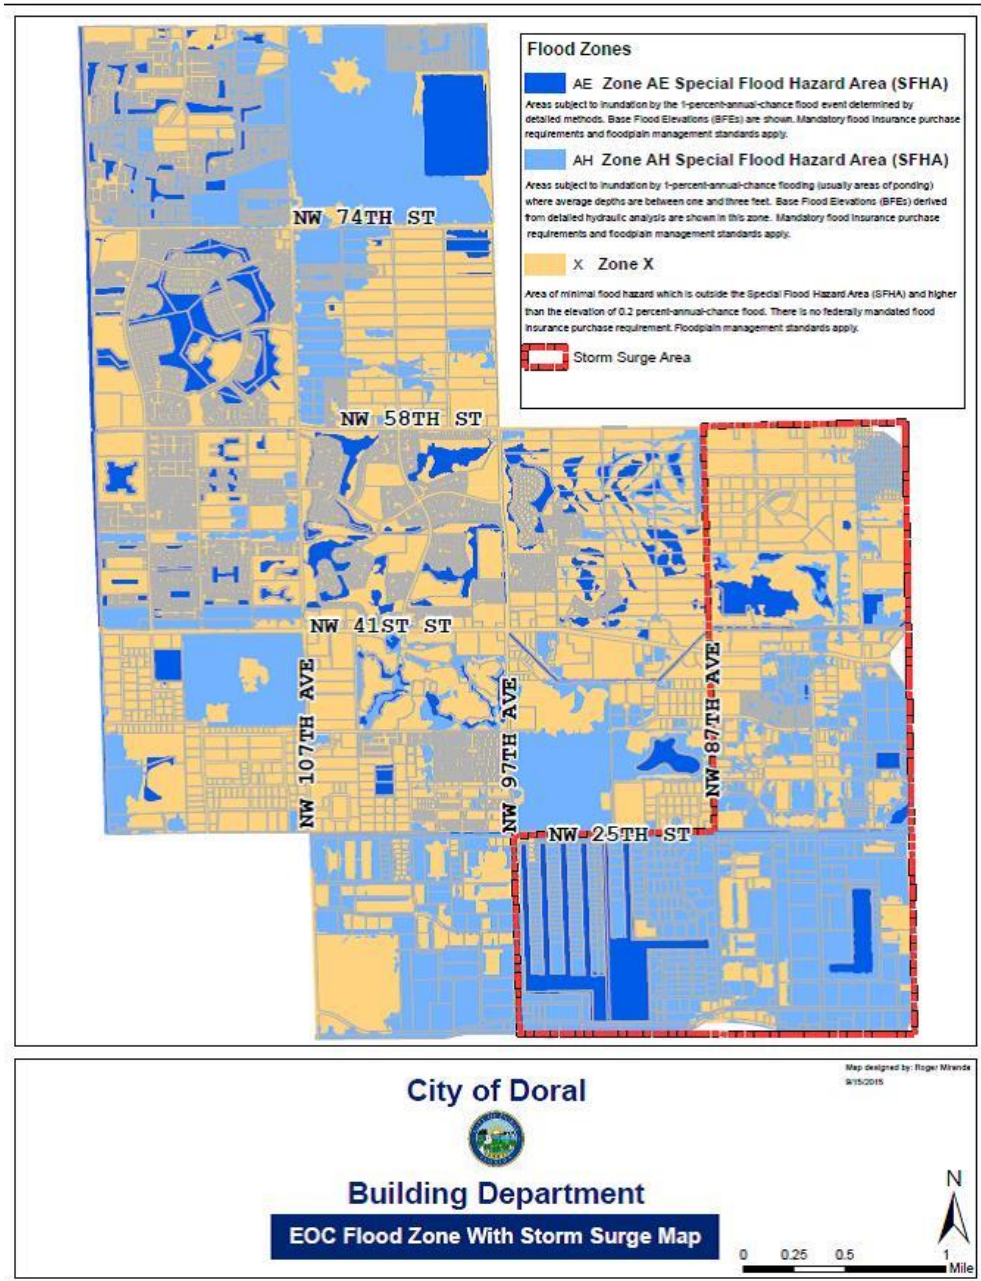 Flood Zones
AE Zone AE Special Flood Hazard Area (SFHA)
Areas subject to inundation by the 1-percent-annual-chance flood event determined by
detailed methods. Base Flood Elevations (BFEs) are shown. Mandatory flood insurance purchase
requirements and floodplain management standards apply.
AH Zone AH Special Flood Hazard Area (SFHA)
Areas subject to inundation by 1-percent-annual-chance flooding (usually areas of ponding)
where average depths are between one and three feet. Base Flood Elevations (BFEs) derived
from detailed hydraulic analysis are shown in this zone. Mandatory flood insurance purchase
requirements and floodplain management standards apply.
X Zone X
Area of minimal flood hazard which is outside the Special Flood Hazard Area (SFHA) and higher
than the elevation of 0.2 percent-annual-chance flood. There is no federally mandated flood
insurance purchase requirement. Floodplain management standards apply.
Storm Surge Area
NW 74TH ST
NW 58TH ST
NW 41ST ST
NW 107TH AVE
NW 97TH AVE
NW 87TH AVE
NW 25TH ST
Map designed by: Roger Miranda
9/15/2015
City of Doral
Building Department
EOC Flood Zone With Storm Surge Map
N
0 0.25 0.5 1
Mile